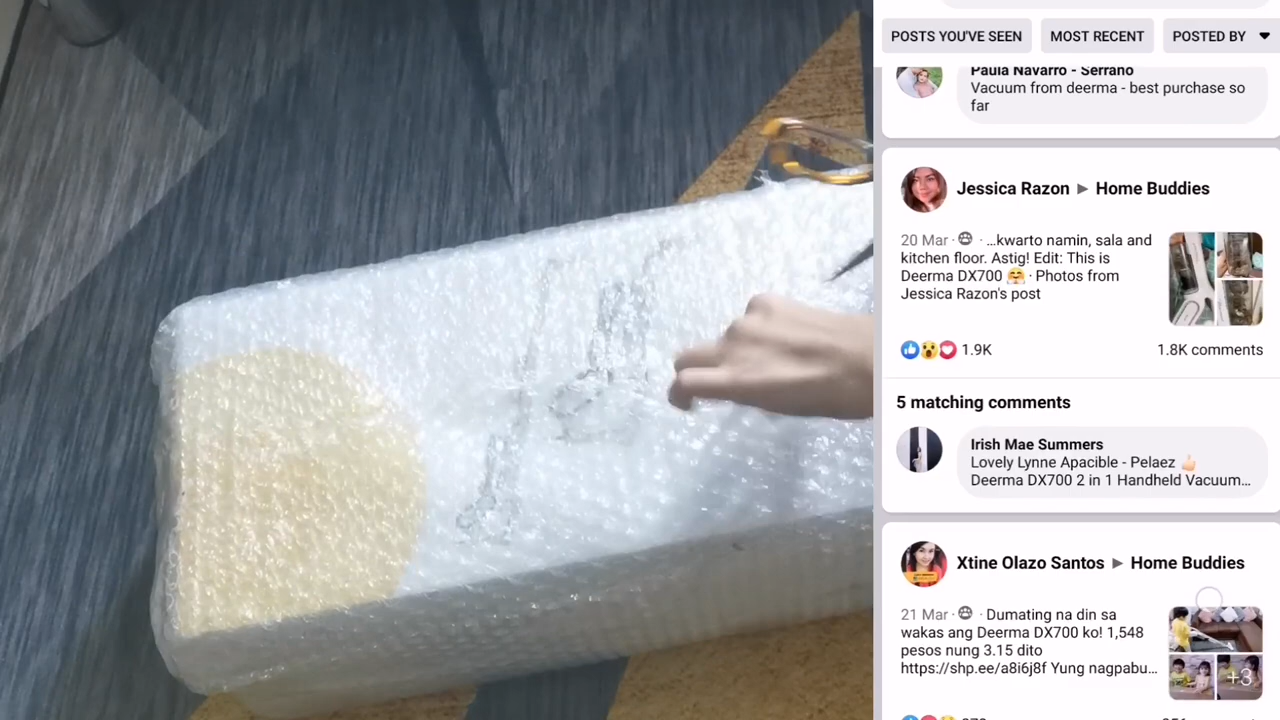 POSTS YOU'VE SEEN
MOST RECENT
POSTED BY
Paula Navarro - Serrano
Vacuum from deerma - best purchase so
far
Jessica Razon ▶ Home Buddies
20 Mar · · ...kwarto namin, sala and
kitchen floor. Astig! Edit: This is
Deerma DX700 🤗 · Photos from
Jessica Razon's post
1.9K
1.8K comments
5 matching comments
Irish Mae Summers
Lovely Lynne Apacible - Pelaez 👍🏻
Deerma DX700 2 in 1 Handheld Vacuum...
Xtine Olazo Santos ▶ Home Buddies
21 Mar · · Dumating na din sa
wakas ang Deerma DX700 ko! 1,548
pesos nung 3.15 dito
https://shp.ee/a8i6j8f Yung nagpabu...
+3